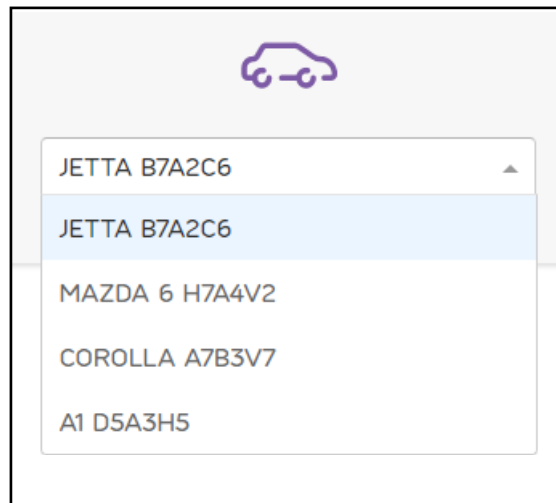 JETTA B7A2C6
JETTA B7A2C6
MAZDA 6 H7A4V2
COROLLA A7B3V7
A1 D5A3H5